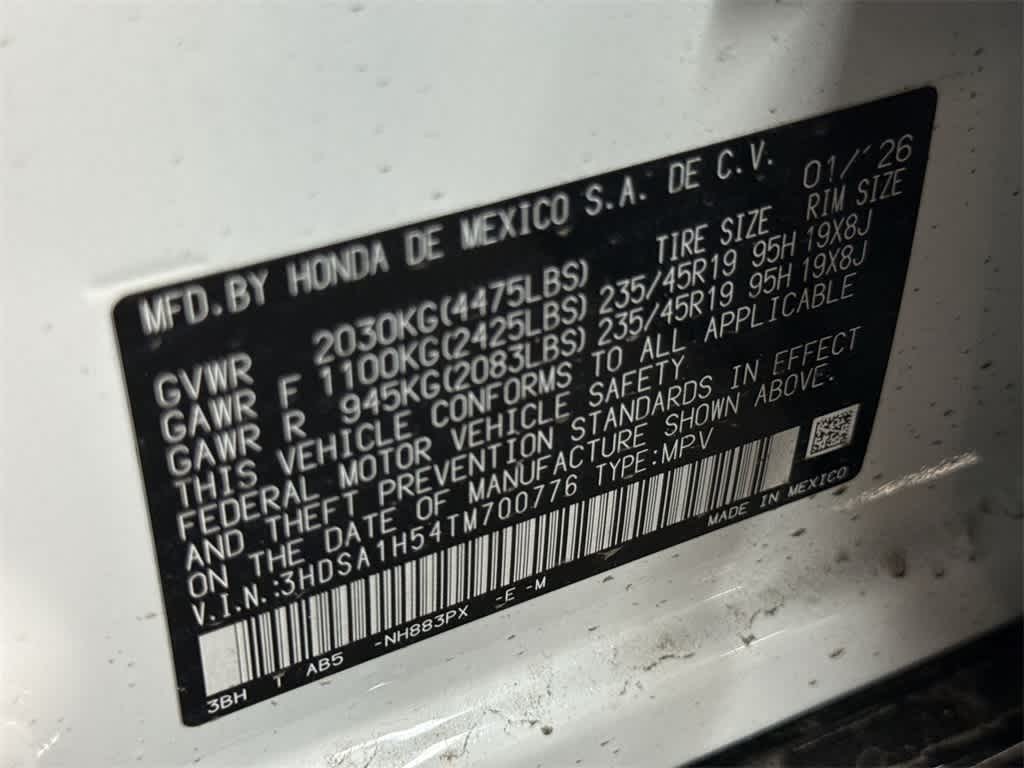 MFD.BY HONDA DE MEXICO S.A. DE C.V. 01/'26
TIRE SIZE RIM SIZE
GVWR 2030KG(4475LBS)
GAWR F 1100KG(2425LBS) 235/45R19 95H 19X8J
GAWR R 945KG(2083LBS) 235/45R19 95H 19X8J
THIS VEHICLE CONFORMS TO ALL APPLICABLE
FEDERAL MOTOR VEHICLE SAFETY
AND THEFT PREVENTION STANDARDS IN EFFECT
ON THE DATE OF MANUFACTURE SHOWN ABOVE.
V.I.N.:3HDSA1H54TM700776 TYPE:MPV
MADE IN MEXICO
3BH T AB5 -NH883PX -E -M